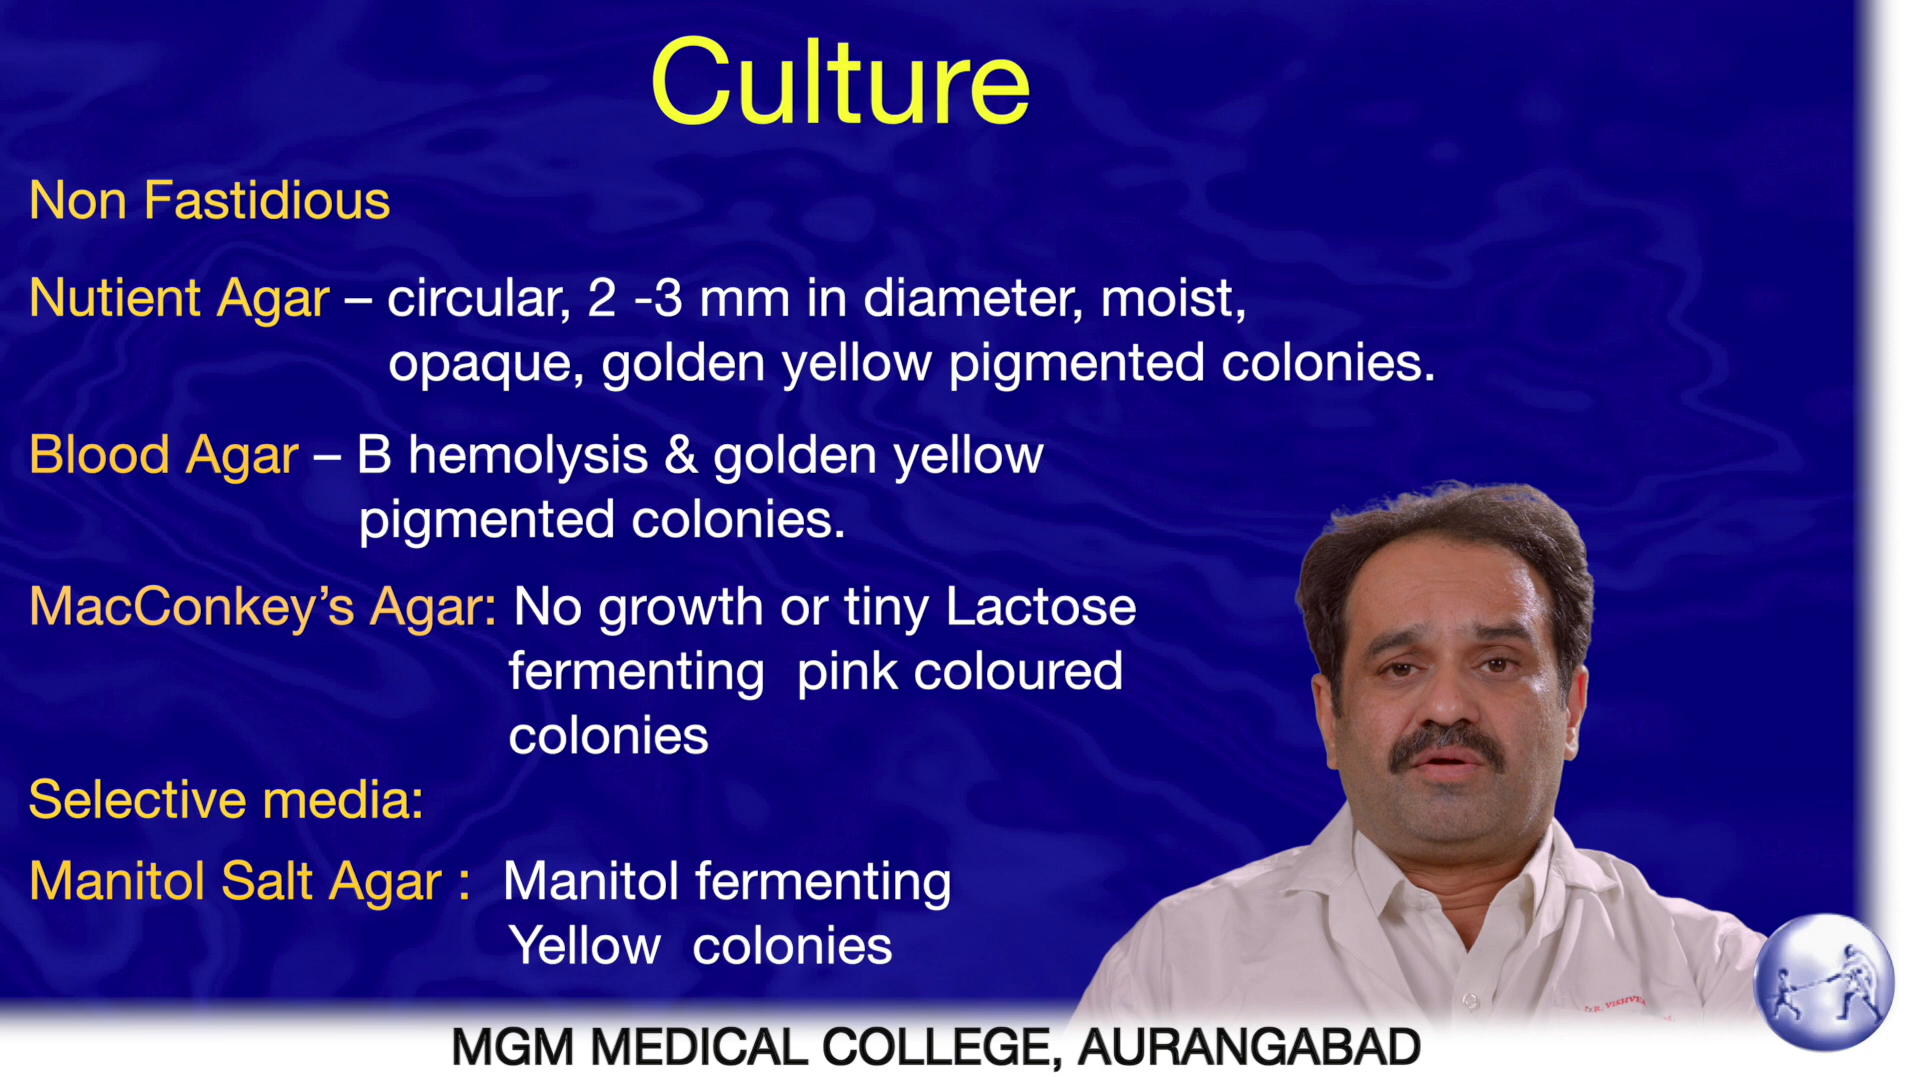 Culture
Non Fastidious
Nutient Agar – circular, 2 -3 mm in diameter, moist,
opaque, golden yellow pigmented colonies.
Blood Agar – B hemolysis & golden yellow
pigmented colonies.
MacConkey’s Agar: No growth or tiny Lactose
fermenting pink coloured
colonies
Selective media:
Manitol Salt Agar : Manitol fermenting
Yellow colonies
DR.
MGM MEDICAL COLLEGE, AURANGABAD